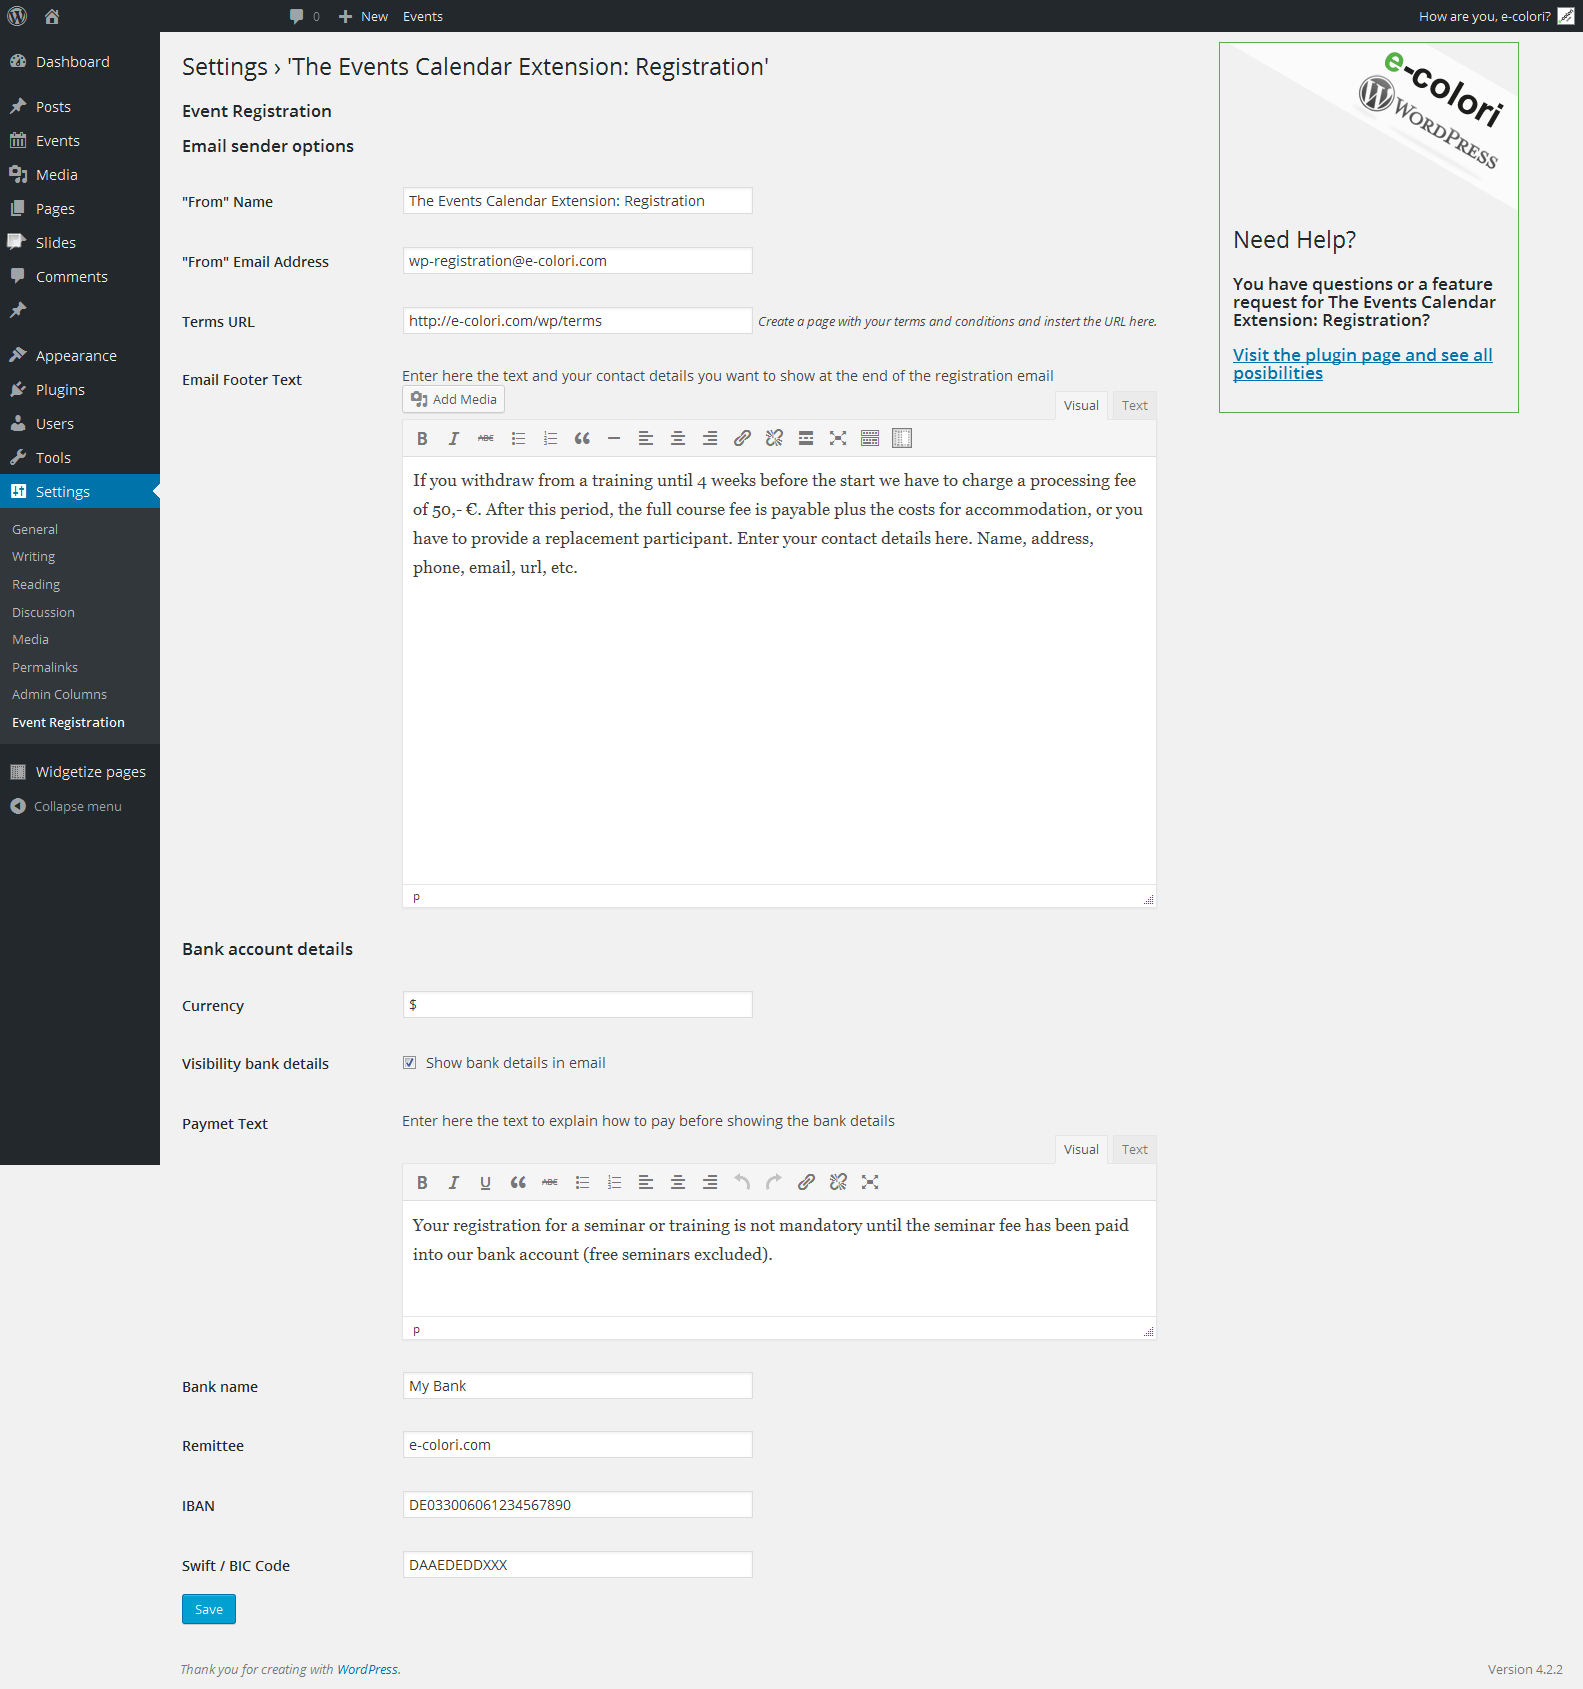 0 New Events How are you, e-colori?
Dashboard
Posts
Events
Media
Pages
Slides
Comments
Appearance
Plugins
Users
Tools
Settings
General
Writing
Reading
Discussion
Media
Permalinks
Admin Columns
Event Registration
Widgetize pages
Collapse menu
Settings › 'The Events Calendar Extension: Registration'
Event Registration
Email sender options
"From" Name The Events Calendar Extension: Registration
"From" Email Address wp-registration@e-colori.com
Terms URL http://e-colori.com/wp/terms Create a page with your terms and conditions and instert the URL here.
Email Footer Text Enter here the text and your contact details you want to show at the end of the registration email
Add Media Visual Text
B I ABC
If you withdraw from a training until 4 weeks before the start we have to charge a processing fee
of 50,- €. After this period, the full course fee is payable plus the costs for accommodation, or you
have to provide a replacement participant. Enter your contact details here. Name, address,
phone, email, url, etc.
p
Bank account details
Currency $
Visibility bank details Show bank details in email
Paymet Text Enter here the text to explain how to pay before showing the bank details
Visual Text
B I U ABC
Your registration for a seminar or training is not mandatory until the seminar fee has been paid
into our bank account (free seminars excluded).
p
Bank name My Bank
Remittee e-colori.com
IBAN DE033006061234567890
Swift / BIC Code DAAEDEDDXXX
Save
e-colori
WORDPRESS
Need Help?
You have questions or a feature
request for The Events Calendar
Extension: Registration?
Visit the plugin page and see all
posibilities
Thank you for creating with WordPress. Version 4.2.2